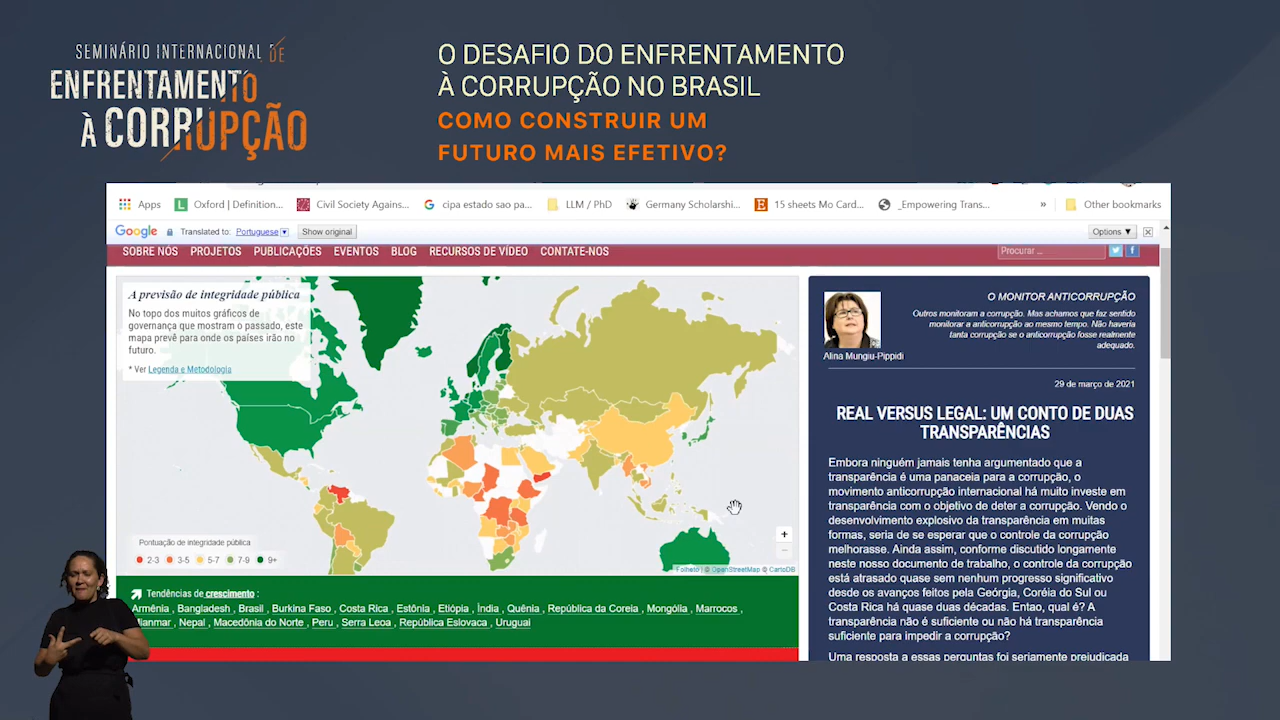 SEMINÁRIO INTERNACIONAL DE
ENFRENTAMENTO
À CORRUPÇÃO
O DESAFIO DO ENFRENTAMENTO
À CORRUPÇÃO NO BRASIL
COMO CONSTRUIR UM
FUTURO MAIS EFETIVO?
Apps
Oxford | Definition...
Civil Society Agains...
cipa estado sao pa...
LLM / PhD
Germany Scholarshi...
15 sheets Mo Card...
_Empowering Trans...
»
Other bookmarks
Google Translated to: Portuguese Show original
Options ▼
SOBRE NÓS PROJETOS PUBLICAÇÕES EVENTOS BLOG RECURSOS DE VÍDEO CONTATE-NOS
Procurar ...
A previsão de integridade pública
No topo dos muitos gráficos de
governança que mostram o passado, este
mapa prevê para onde os países irão no
futuro.
* Ver Legenda e Metodologia
Pontuação de integridade pública
2-3 3-5 5-7 7-9 9+
+
−
Folheto | © OpenStreetMap © CartoDB
Tendências de crescimento :
Armênia , Bangladesh , Brasil , Burkina Faso , Costa Rica , Estônia , Etiópia , Índia , Quênia , República da Coreia , Mongólia , Marrocos ,
Nepal , Macedônia do Norte , Peru , Serra Leoa , República Eslovaca , Uruguai
O MONITOR ANTICORRUPÇÃO
Outros monitoram a corrupção. Mas achamos que faz sentido
monitorar a anticorrupção ao mesmo tempo. Não haveria
tanta corrupção se o anticorrupção fosse realmente
adequado.
Alina Mungiu-Pippidi
29 de março de 2021
REAL VERSUS LEGAL: UM CONTO DE DUAS
TRANSPARÊNCIAS
Embora ninguém jamais tenha argumentado que a
transparência é uma panaceia para a corrupção, o
movimento anticorrupção internacional há muito investe em
transparência com o objetivo de deter a corrupção. Vendo o
desenvolvimento explosivo da transparência em muitas
formas, seria de se esperar que o controle da corrupção
melhorasse. Ainda assim, conforme discutido longamente
neste nosso documento de trabalho, o controle da corrupção
está atrasado quase sem nenhum progresso significativo
desde os avanços feitos pela Geórgia, Coréia do Sul ou
Costa Rica há quase duas décadas. Então, qual é? A
transparência não é suficiente ou não há transparência
suficiente para impedir a corrupção?
Uma resposta a essas perguntas foi seriamente prejudicada